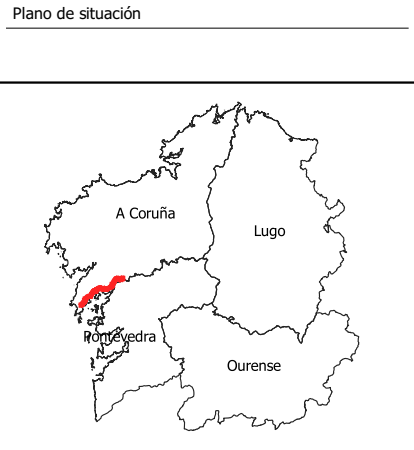 Plano de situación
A Coruña
Lugo
Pontevedra
Ourense